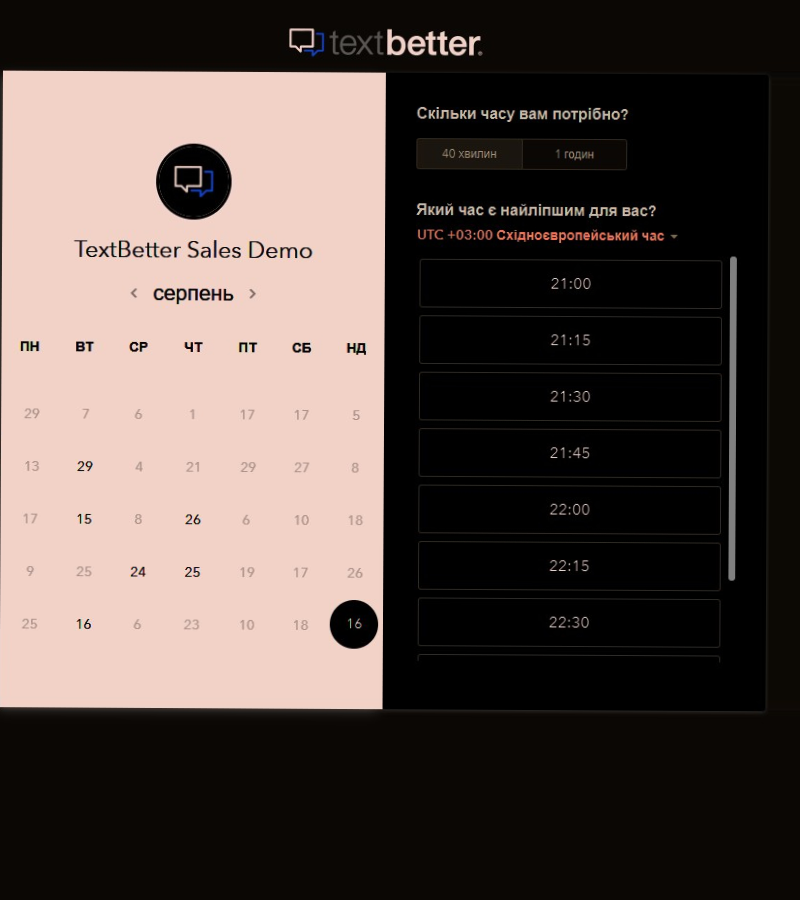 textbetter.
TextBetter Sales Demo
серпень
ПН ВТ СР ЧТ ПТ СБ НД
29 7 6 1 17 17 5
13 29 4 21 29 27 8
17 15 8 26 6 10 18
9 25 24 25 19 17 26
25 16 6 23 10 18 16
Скільки часу вам потрібно?
40 хвилин 1 годин
Який час є найліпшим для вас?
UTC +03:00 Східноєвропейський час
21:00
21:15
21:30
21:45
22:00
22:15
22:30